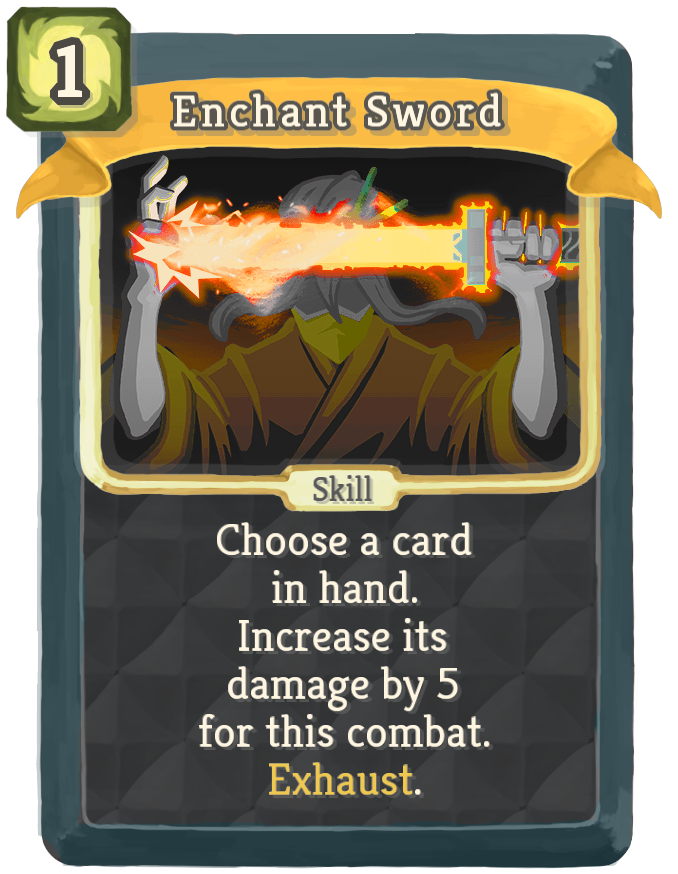 1
Enchant Sword
Skill
Choose a card
in hand.
Increase its
damage by 5
for this combat.
Exhaust.